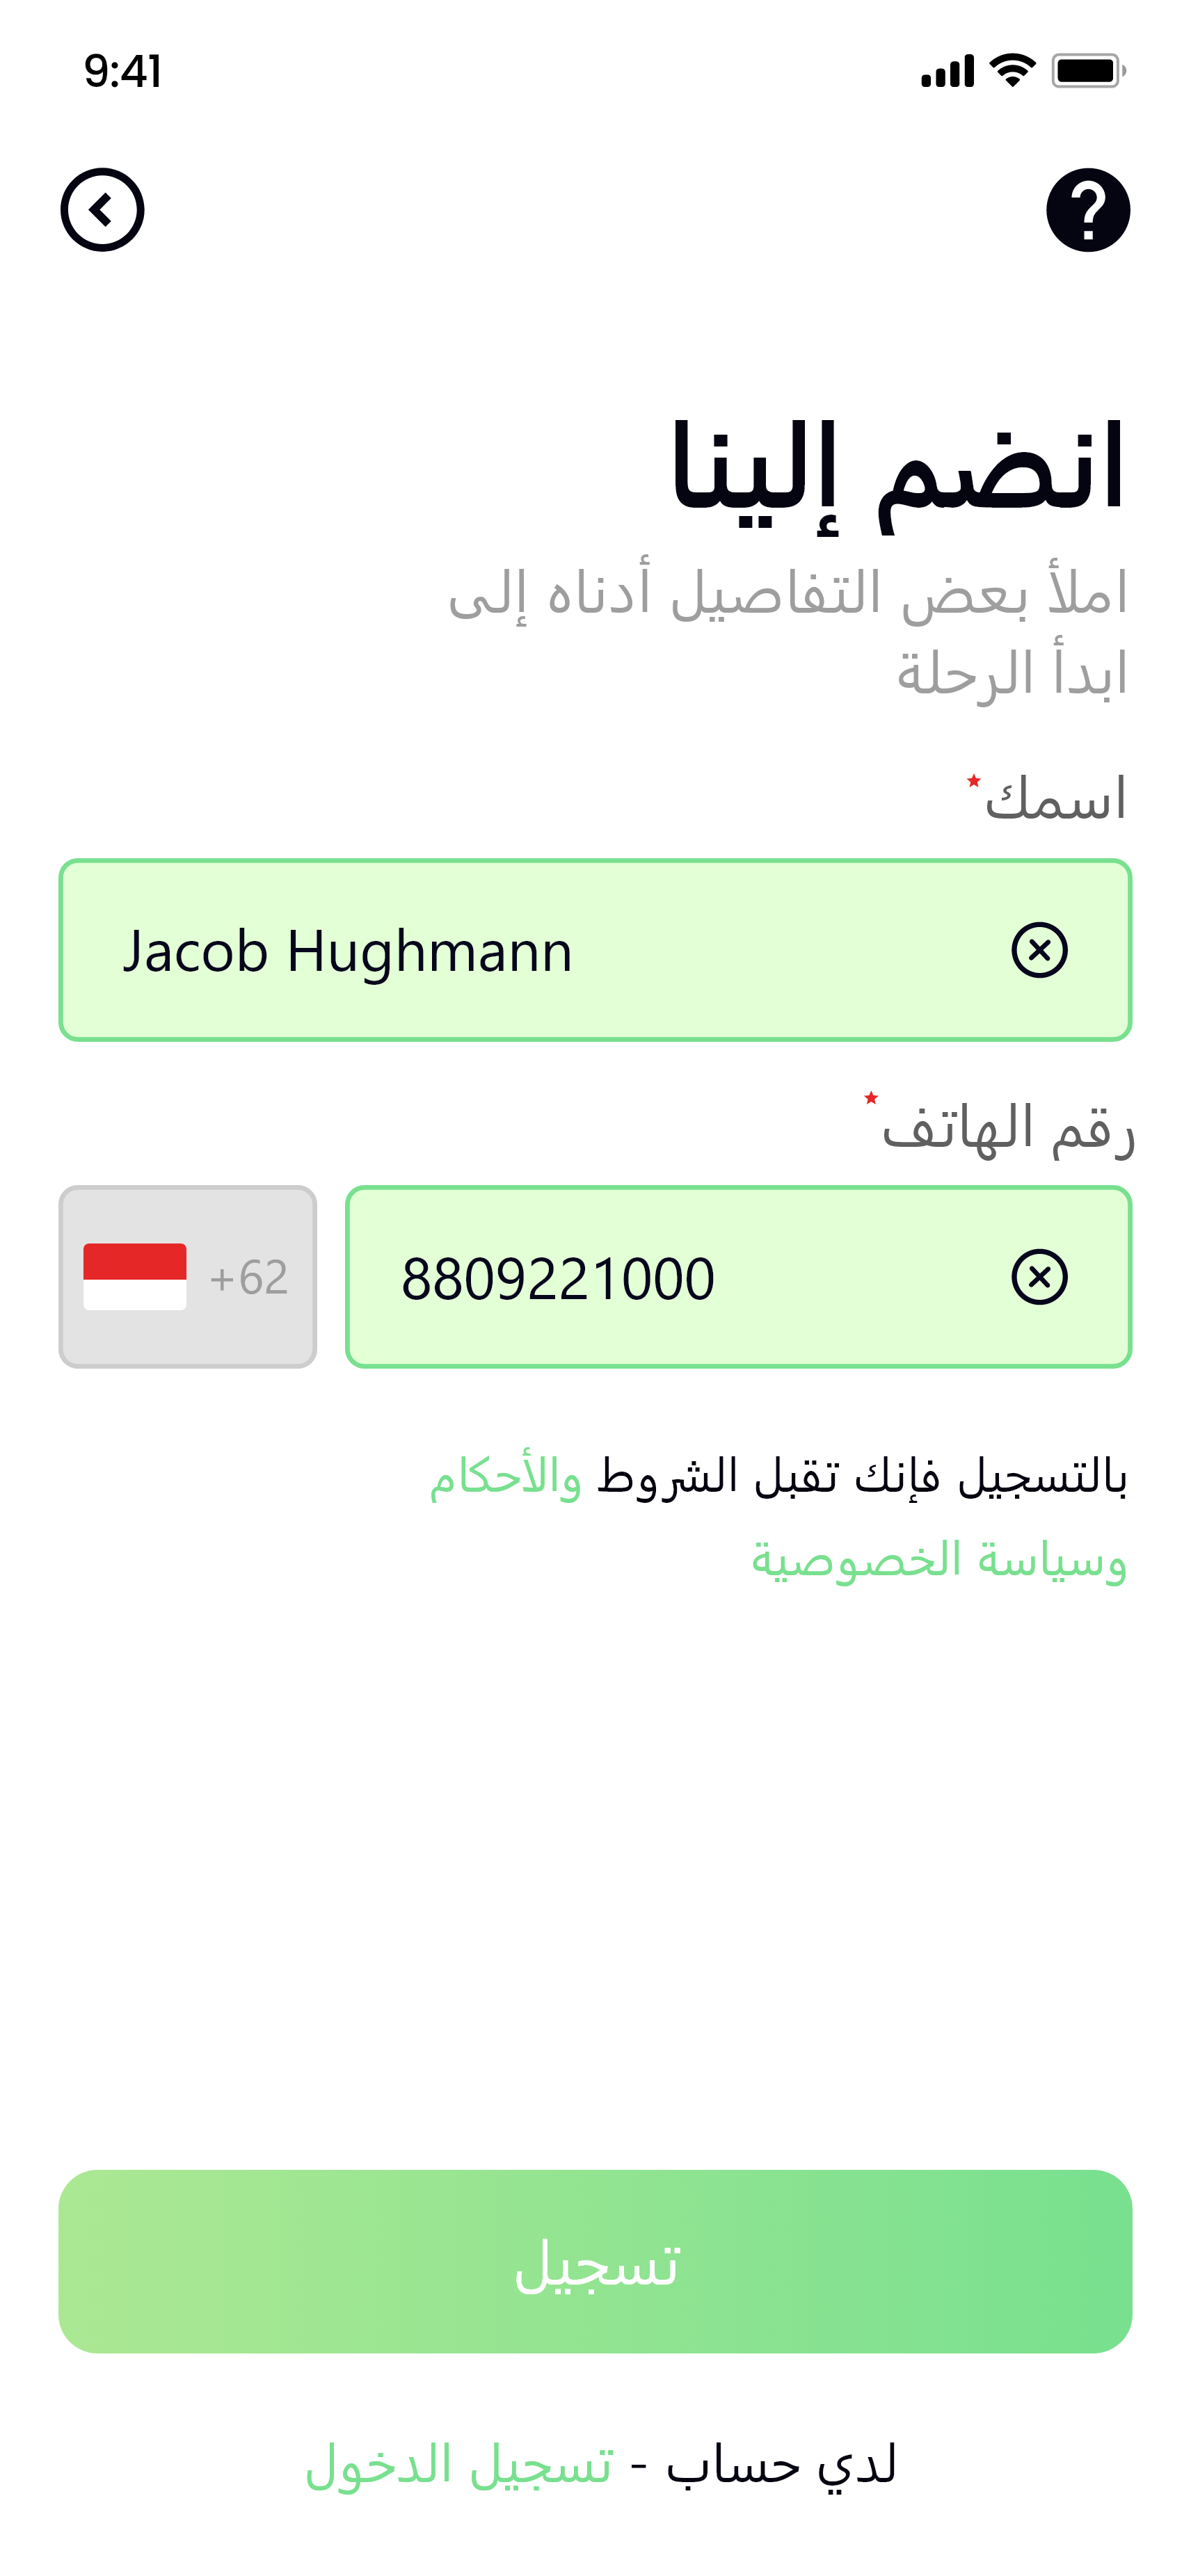 9:41
انضم إلينا
املأ بعض التفاصيل أدناه إلى
ابدأ الرحلة
اسمك*
Jacob Hughmann
رقم الهاتف*
+62
8809221000
بالتسجيل فإنك تقبل الشروط والأحكام
وسياسة الخصوصية
تسجيل
لدي حساب - تسجيل الدخول